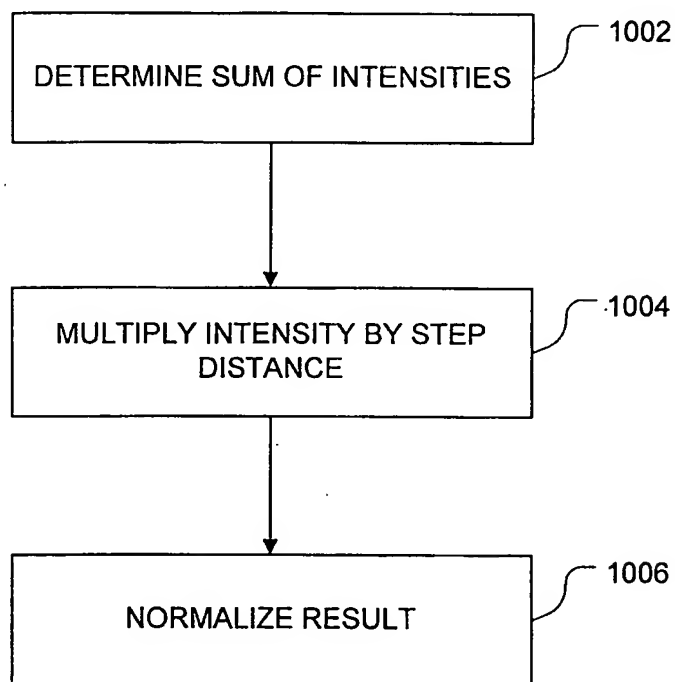 1002
DETERMINE SUM OF INTENSITIES
1004
MULTIPLY INTENSITY BY STEP
DISTANCE
1006
NORMALIZE RESULT